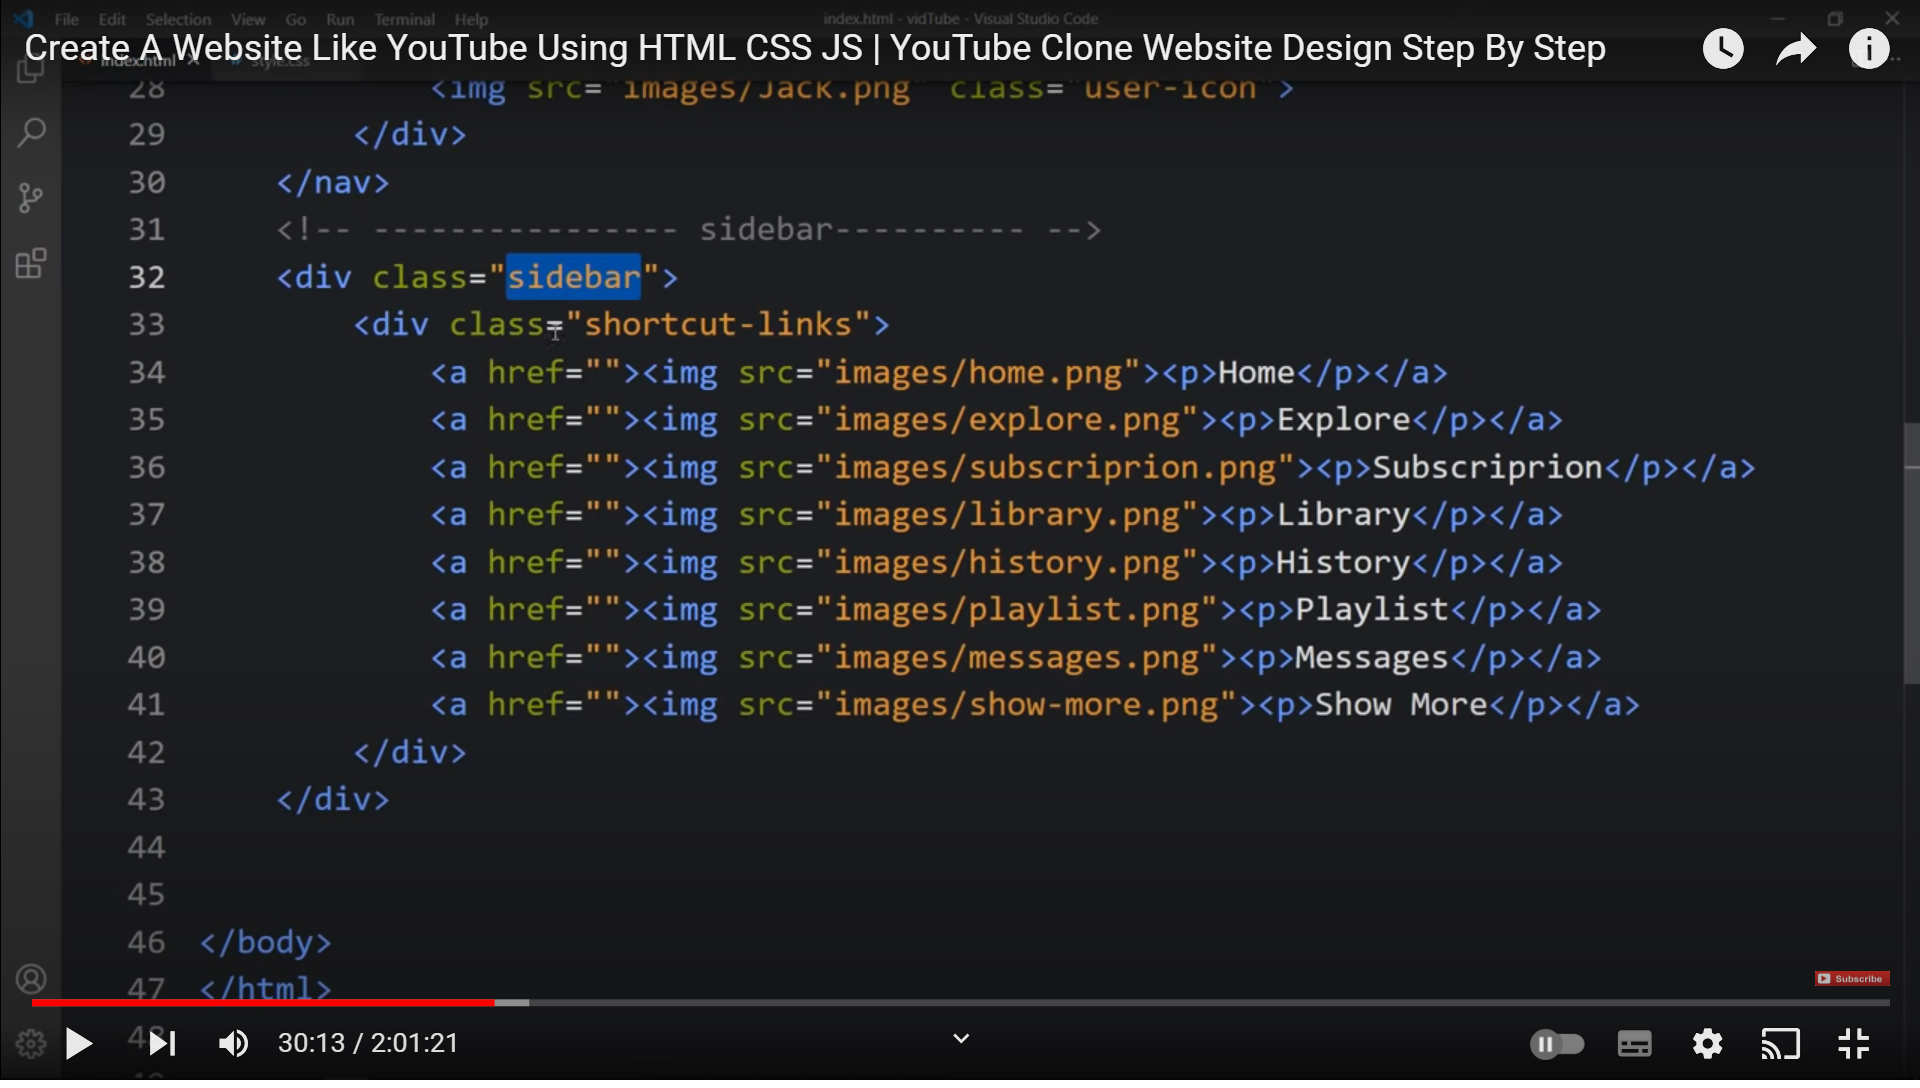 File Edit Selection View Go Run Terminal Help index.html - vidTube - Visual Studio Code
Create A Website Like YouTube Using HTML CSS JS | YouTube Clone Website Design Step By Step
index.html style.css
28 <img src="images/Jack.png" class="user-icon">
29 </div>
30 </nav>
31 <!-- ---------------- sidebar---------- -->
32 <div class="sidebar">
33 <div class="shortcut-links">
34 <a href=""><img src="images/home.png"><p>Home</p></a>
35 <a href=""><img src="images/explore.png"><p>Explore</p></a>
36 <a href=""><img src="images/subscriprion.png"><p>Subscriprion</p></a>
37 <a href=""><img src="images/library.png"><p>Library</p></a>
38 <a href=""><img src="images/history.png"><p>History</p></a>
39 <a href=""><img src="images/playlist.png"><p>Playlist</p></a>
40 <a href=""><img src="images/messages.png"><p>Messages</p></a>
41 <a href=""><img src="images/show-more.png"><p>Show More</p></a>
42 </div>
43 </div>
44
45
46 </body>
Subscribe
47 </html>
48
30:13 / 2:01:21